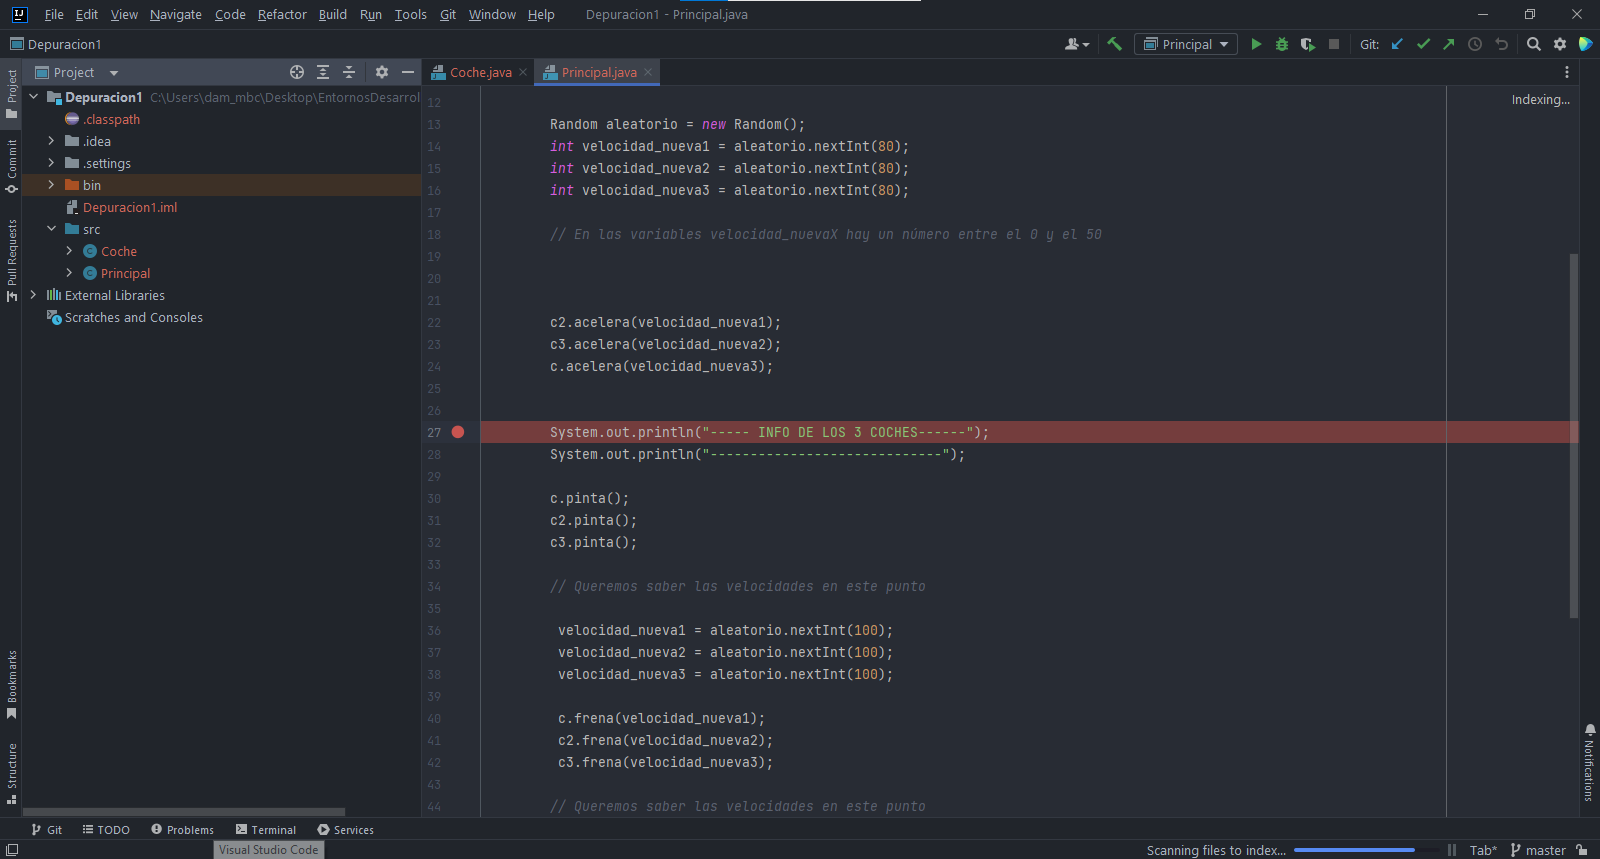 File Edit View Navigate Code Refactor Build Run Tools Git Window Help Depuracion1 - Principal.java
Depuracion1
Principal
Git:
Project
Coche.java
Principal.java
Project
Commit
Pull Requests
Bookmarks
Structure
Depuracion1 C:\Users\dam_mbc\Desktop\EntornosDesarrol
.classpath
.idea
.settings
bin
Depuracion1.iml
src
Coche
Principal
External Libraries
Scratches and Consoles
Indexing...
12
13 Random aleatorio = new Random();
14 int velocidad_nueva1 = aleatorio.nextInt(80);
15 int velocidad_nueva2 = aleatorio.nextInt(80);
16 int velocidad_nueva3 = aleatorio.nextInt(80);
17
18 // En las variables velocidad_nuevaX hay un número entre el 0 y el 50
19
20
21
22 c2.acelera(velocidad_nueva1);
23 c3.acelera(velocidad_nueva2);
24 c.acelera(velocidad_nueva3);
25
26
27 System.out.println("----- INFO DE LOS 3 COCHES------");
28 System.out.println("-----------------------------");
29
30 c.pinta();
31 c2.pinta();
32 c3.pinta();
33
34 // Queremos saber las velocidades en este punto
35
36 velocidad_nueva1 = aleatorio.nextInt(100);
37 velocidad_nueva2 = aleatorio.nextInt(100);
38 velocidad_nueva3 = aleatorio.nextInt(100);
39
40 c.frena(velocidad_nueva1);
41 c2.frena(velocidad_nueva2);
42 c3.frena(velocidad_nueva3);
43
44 // Queremos saber las velocidades en este punto
Notifications
Git TODO Problems Terminal Services
Visual Studio Code
Scanning files to index... Tab* master